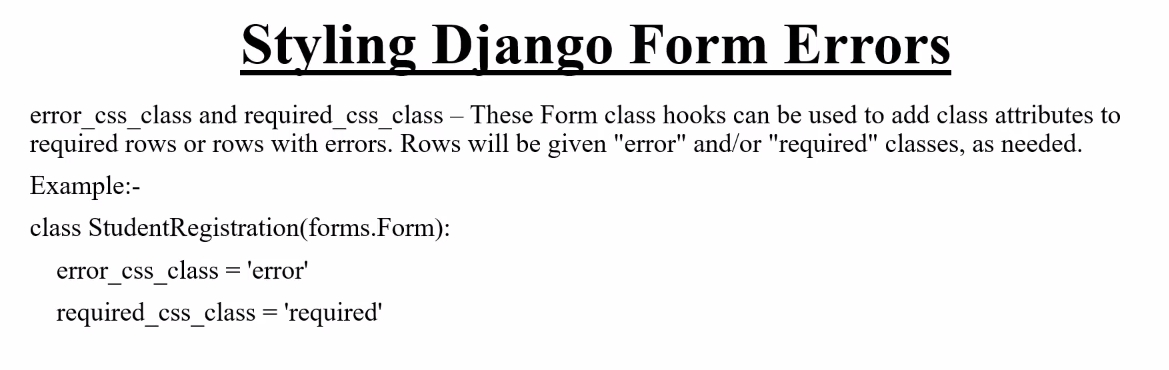 Styling Django Form Errors
error_css_class and required_css_class – These Form class hooks can be used to add class attributes to
required rows or rows with errors. Rows will be given "error" and/or "required" classes, as needed.
Example:-
class StudentRegistration(forms.Form):
error_css_class = 'error'
required_css_class = 'required'